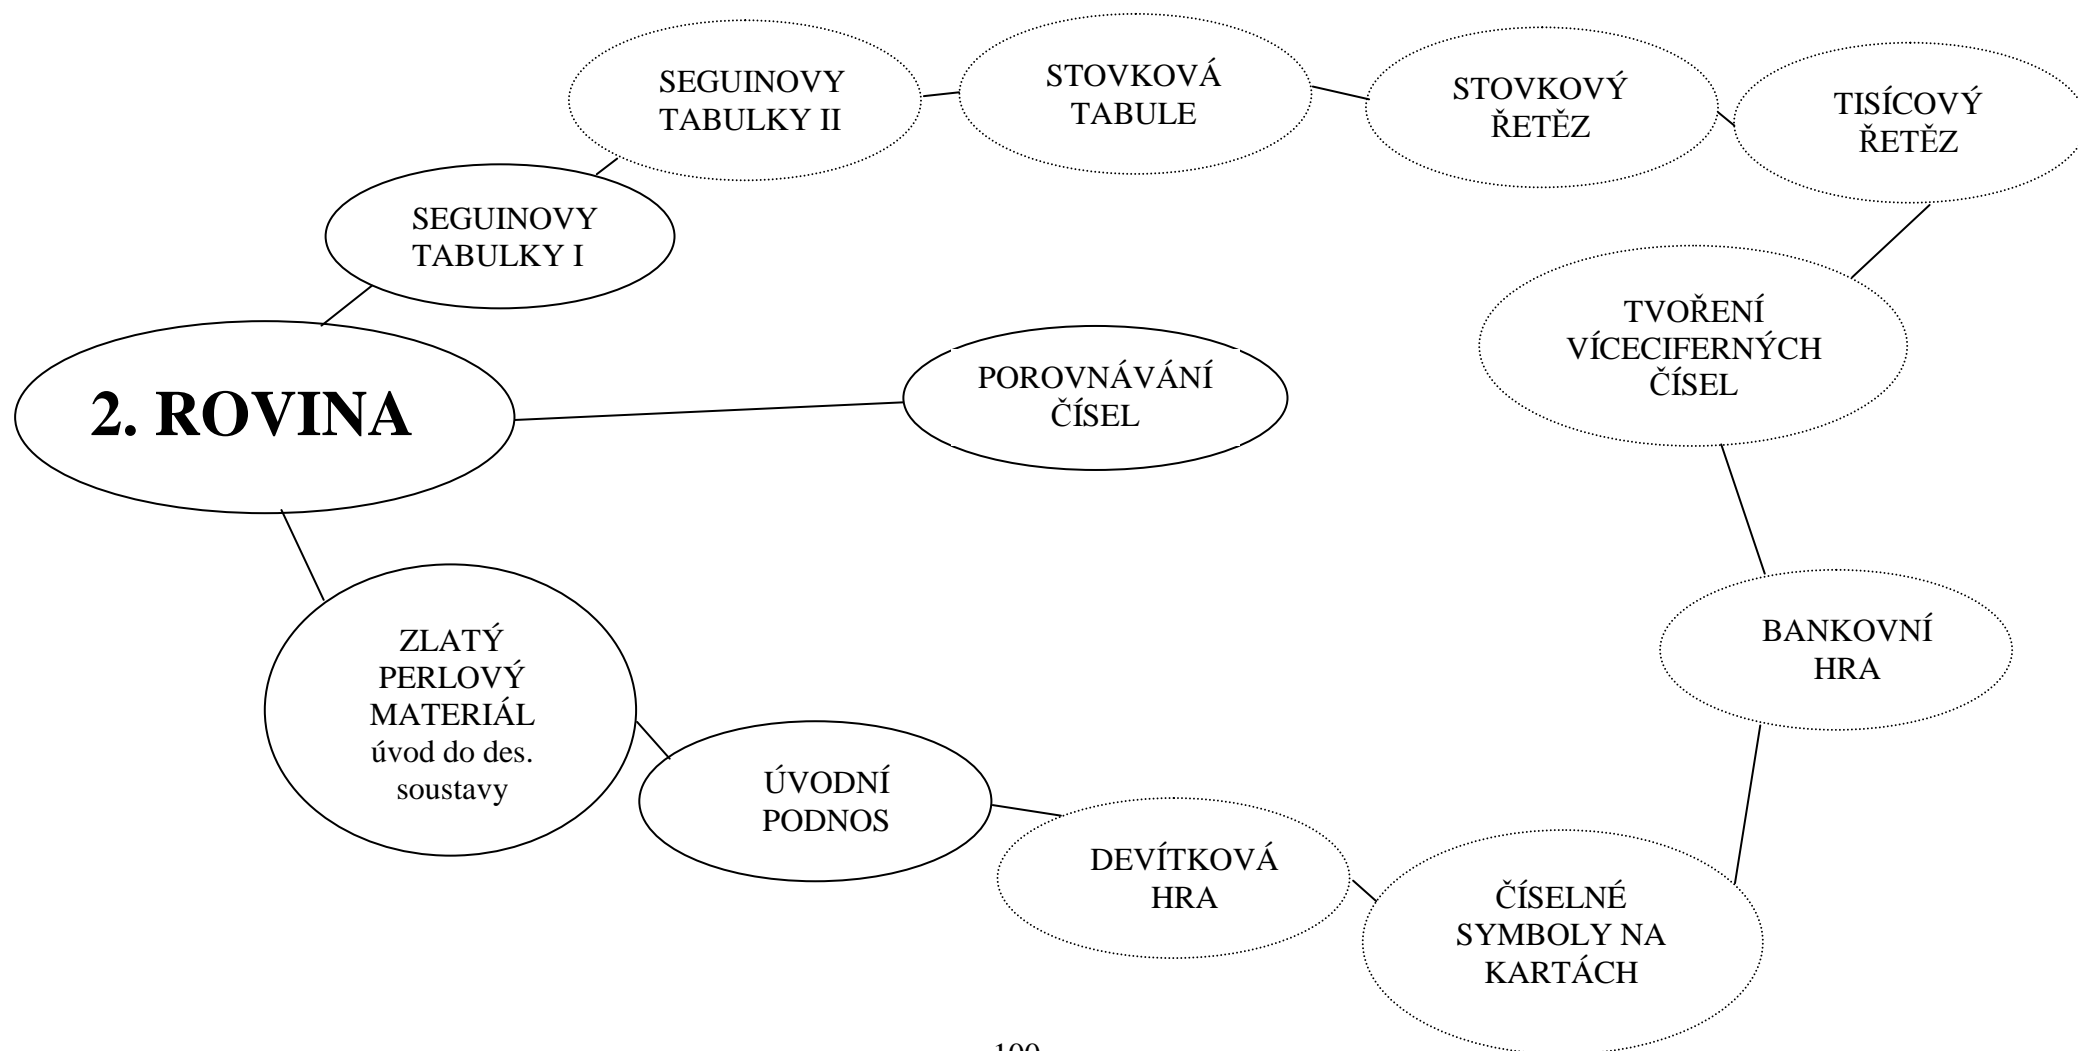 SEGUINOVY
TABULKY II
STOVKOVÁ
TABULE
STOVKOVÝ
ŘETĚZ
TISÍCOVÝ
ŘETĚZ
SEGUINOVY
TABULKY I
TVOŘENÍ
VÍCECIFERNÝCH
ČÍSEL
2. ROVINA
POROVNÁVÁNÍ
ČÍSEL
BANKOVNÍ
HRA
ZLATÝ
PERLOVÝ
MATERIÁL
úvod do des.
soustavy
ÚVODNÍ
PODNOS
DEVÍTKOVÁ
HRA
ČÍSELNÉ
SYMBOLY NA
KARTÁCH
100